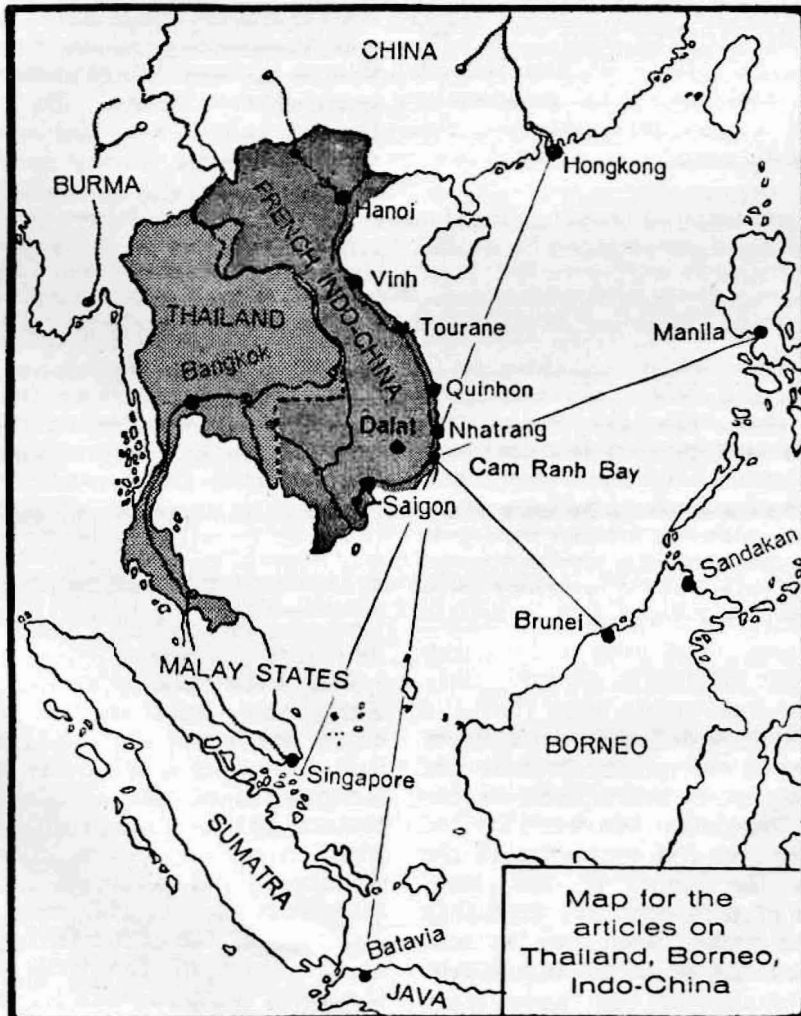 CHINA
Hongkong
BURMA
Hanoi
FRENCH INDO-CHINA
Vinh
THAILAND
Tourane
Manila
Bangkok
Quinhon
Dalat
Nhatrang
Cam Ranh Bay
Saigon
Sandakan
Brunei
MALAY STATES
BORNEO
Singapore
SUMATRA
Batavia
JAVA
Map for the
articles on
Thailand, Borneo,
Indo-China